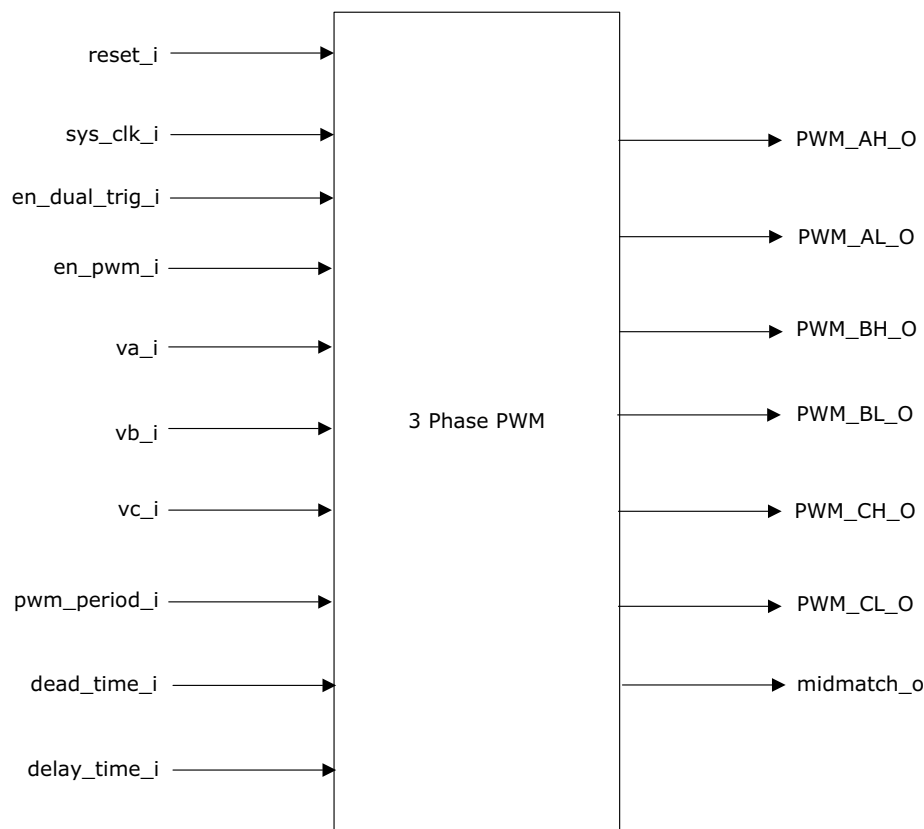 reset_i
sys_clk_i
en_dual_trig_i
en_pwm_i
va_i
vb_i
vc_i
pwm_period_i
dead_time_i
delay_time_i
3 Phase PWM
PWM_AH_O
PWM_AL_O
PWM_BH_O
PWM_BL_O
PWM_CH_O
PWM_CL_O
midmatch_o